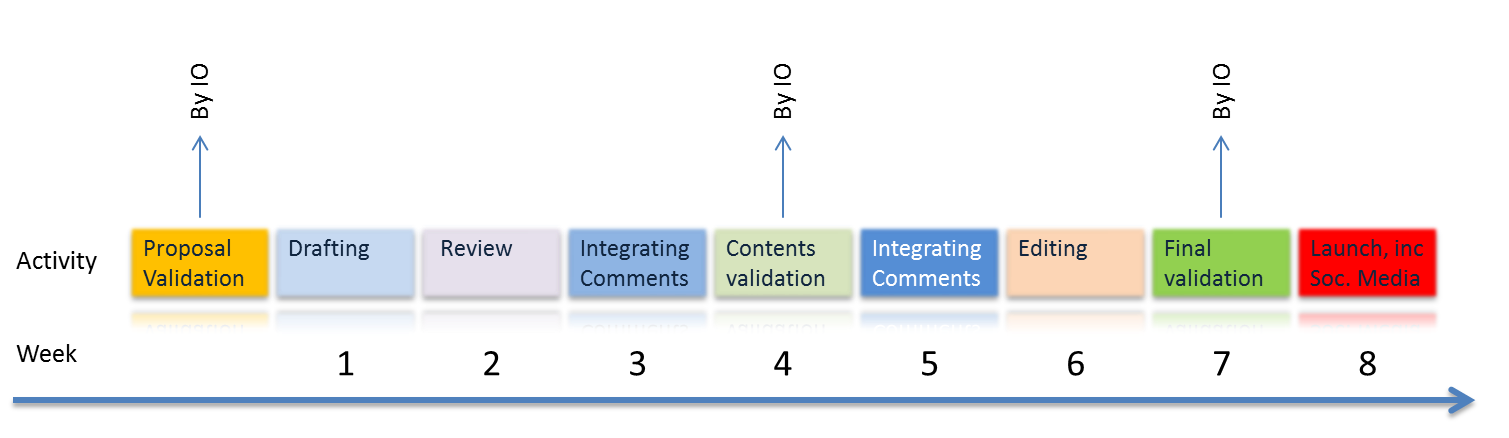 By IO
By IO
By IO
Activity
Proposal
Validation
Drafting
Review
Integrating
Comments
Contents
validation
Integrating
Comments
Editing
Final
validation
Launch, inc
Soc. Media
Week
1
2
3
4
5
6
7
8